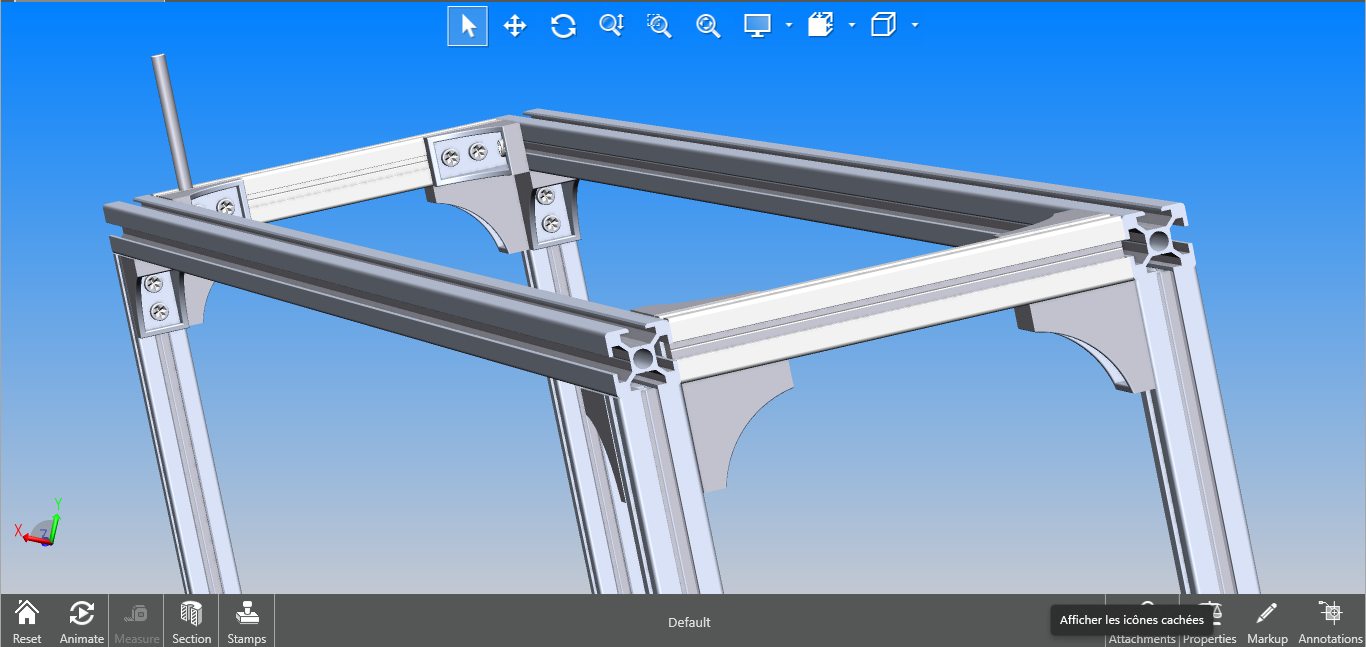 Y
X
Z
Reset
Animate
Measure
Section
Stamps
Default
Afficher les icônes cachées
Attachments
Properties
Markup
Annotations